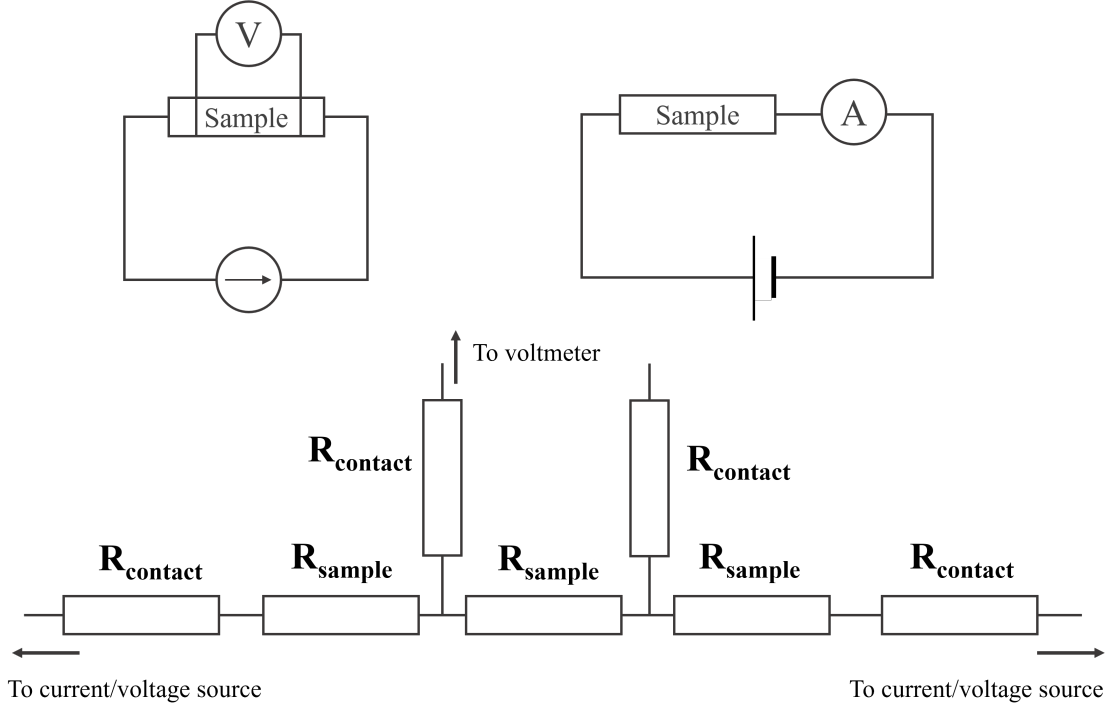 V
Sample
Sample
A
To voltmeter
Rcontact
Rcontact
Rcontact
Rsample
Rsample
Rsample
Rcontact
To current/voltage source
To current/voltage source